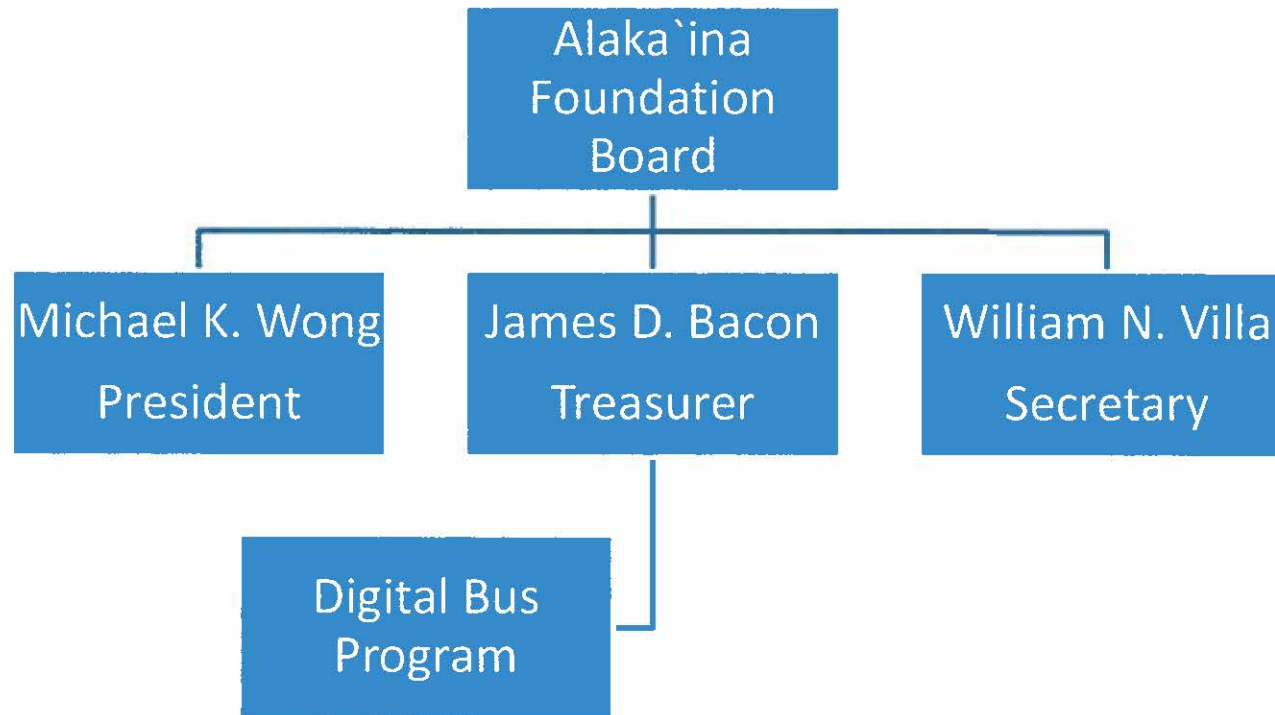 Alaka`ina
Foundation
Board
Michael K. Wong
President
James D. Bacon
Treasurer
William N. Villa
Secretary
Digital Bus
Program